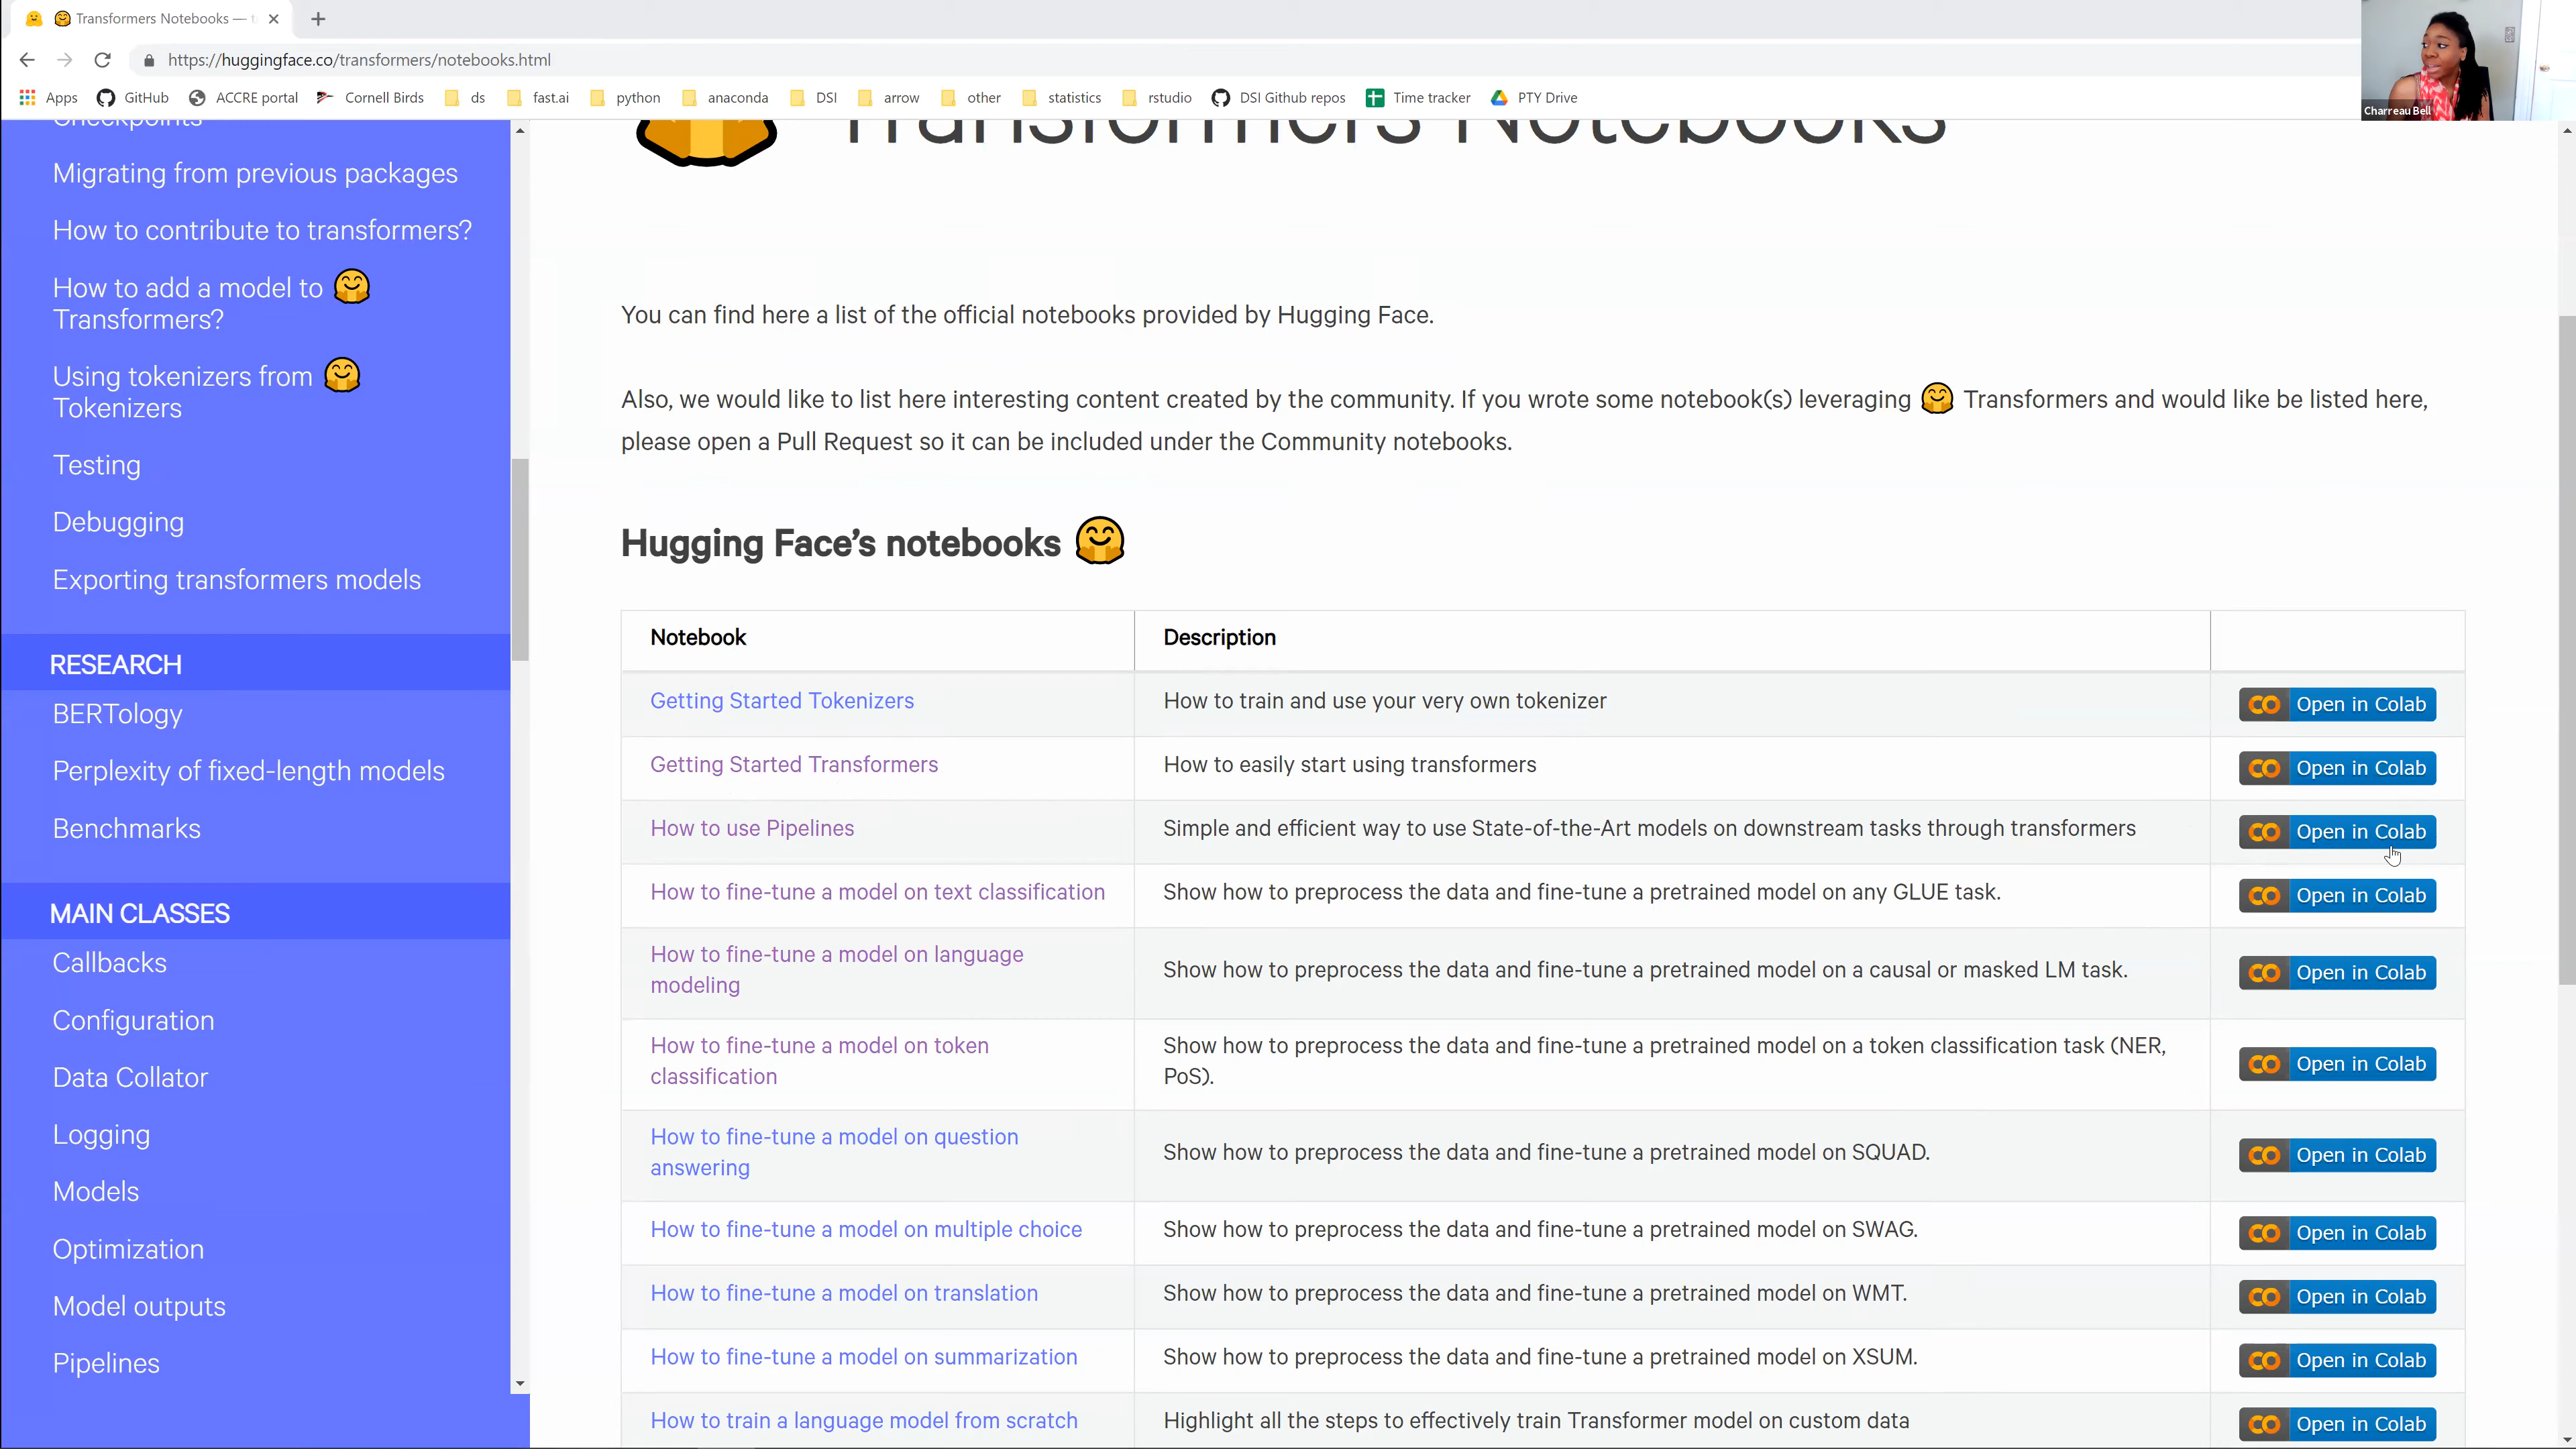 Transformers Notebooks — t
https://huggingface.co/transformers/notebooks.html
Apps GitHub ACCRE portal Cornell Birds ds fast.ai python anaconda DSI arrow other statistics rstudio DSI Github repos Time tracker PTY Drive
Charreau Bell
Checkpoints
Migrating from previous packages
How to contribute to transformers?
How to add a model to 🤗
Transformers?
Using tokenizers from 🤗
Tokenizers
Testing
Debugging
Exporting transformers models
RESEARCH
BERTology
Perplexity of fixed-length models
Benchmarks
MAIN CLASSES
Callbacks
Configuration
Data Collator
Logging
Models
Optimization
Model outputs
Pipelines
Transformers Notebooks
You can find here a list of the official notebooks provided by Hugging Face.
Also, we would like to list here interesting content created by the community. If you wrote some notebook(s) leveraging 🤗 Transformers and would like be listed here,
please open a Pull Request so it can be included under the Community notebooks.
Hugging Face's notebooks 🤗
Notebook Description
Getting Started Tokenizers How to train and use your very own tokenizer Open in Colab
Getting Started Transformers How to easily start using transformers Open in Colab
How to use Pipelines Simple and efficient way to use State-of-the-Art models on downstream tasks through transformers Open in Colab
How to fine-tune a model on text classification Show how to preprocess the data and fine-tune a pretrained model on any GLUE task. Open in Colab
How to fine-tune a model on language
modeling Show how to preprocess the data and fine-tune a pretrained model on a causal or masked LM task. Open in Colab
How to fine-tune a model on token
classification Show how to preprocess the data and fine-tune a pretrained model on a token classification task (NER,
PoS). Open in Colab
How to fine-tune a model on question
answering Show how to preprocess the data and fine-tune a pretrained model on SQUAD. Open in Colab
How to fine-tune a model on multiple choice Show how to preprocess the data and fine-tune a pretrained model on SWAG. Open in Colab
How to fine-tune a model on translation Show how to preprocess the data and fine-tune a pretrained model on WMT. Open in Colab
How to fine-tune a model on summarization Show how to preprocess the data and fine-tune a pretrained model on XSUM. Open in Colab
How to train a language model from scratch Highlight all the steps to effectively train Transformer model on custom data Open in Colab